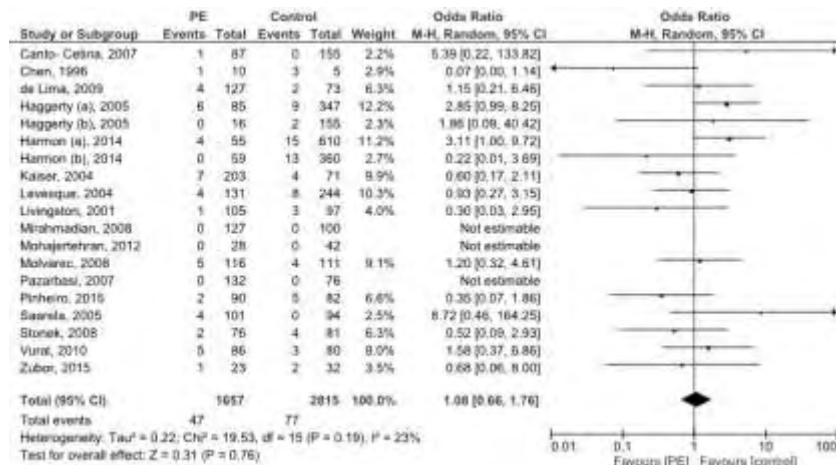 PE Control Odds Ratio Odds Ratio
Study or Subgroup Events Total Events Total Weight M-H, Random, 95% CI M-H, Random, 95% CI
Canto- Cetina, 2007 1 87 0 155 2.2% 5.39 [0.22, 133.82]
Chen, 1996 1 10 3 5 2.9% 0.07 [0.00, 1.14]
de Lima, 2009 4 127 2 73 6.3% 1.15 [0.21, 6.46]
Haggerty (a), 2005 6 85 9 347 12.2% 2.85 [0.99, 8.25]
Haggerty (b), 2005 0 16 2 155 2.3% 1.86 [0.09, 40.42]
Harmon (a), 2014 4 55 15 610 11.2% 3.11 [1.00, 9.72]
Harmon (b), 2014 0 59 13 360 2.7% 0.22 [0.01, 3.69]
Kaiser, 2004 7 203 4 71 10.3% 0.60 [0.17, 2.11]
Levesque, 2004 4 131 8 244 10.4% 0.93 [0.27, 3.15]
Livingston, 2001 1 105 3 97 4.0% 0.30 [0.03, 2.95]
Mirahmadian, 2008 0 127 0 100 Not estimable
Mohajertehran, 2012 0 28 0 42 Not estimable
Molvarec, 2008 5 116 4 111 9.1% 1.20 [0.32, 4.61]
Pazarbasi, 2007 0 132 0 76 Not estimable
Pinheiro, 2015 2 90 5 82 6.6% 0.35 [0.07, 1.86]
Saarela, 2005 4 101 0 94 2.5% 8.72 [0.46, 164.25]
Stonek, 2008 2 76 4 81 6.0% 0.52 [0.09, 2.93]
Vural, 2010 5 86 3 80 8.0% 1.58 [0.37, 6.86]
Zubor, 2015 1 23 2 32 3.5% 0.68 [0.06, 8.00]
Total (95% CI) 1657 2815 100.0% 1.08 [0.66, 1.76]
Total events 47 77
Heterogeneity: Tau² = 0.22; Chi² = 19.53, df = 15 (P = 0.19); I² = 23%
Test for overall effect: Z = 0.31 (P = 0.76)
0.01 0.1 1 10 100
Favours [PE] Favours [control]